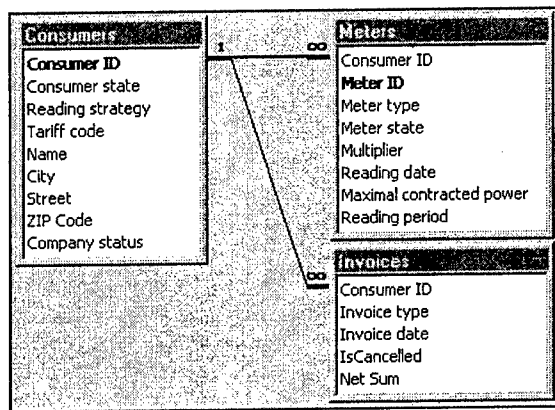 Consumers
Consumer ID
Consumer state
Reading strategy
Tariff code
Name
City
Street
ZIP Code
Company status
1
∞
∞
Meters
Consumer ID
Meter ID
Meter type
Meter state
Multiplier
Reading date
Maximal contracted power
Reading period
Invoices
Consumer ID
Invoice type
Invoice date
IsCancelled
Net Sum